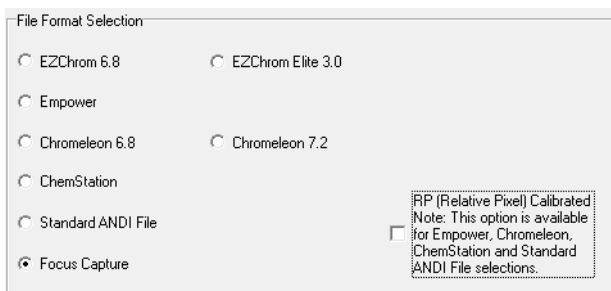 File Format Selection
EZChrom 6.8
EZChrom Elite 3.0
Empower
Chromeleon 6.8
Chromeleon 7.2
ChemStation
Standard ANDI File
Focus Capture
RP (Relative Pixel) Calibrated
Note: This option is available
for Empower, Chromeleon,
ChemStation and Standard
ANDI File selections.